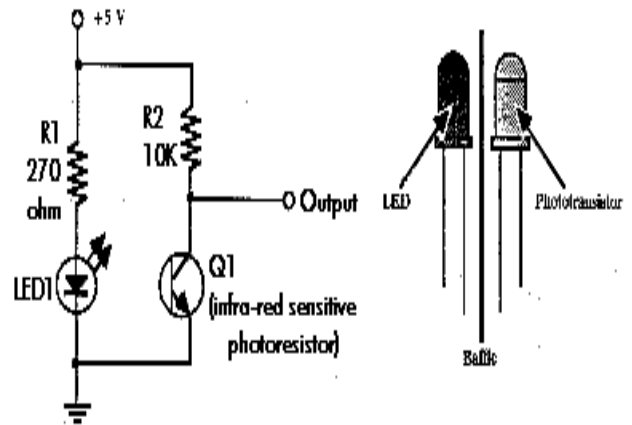 +5 V
R1
270
ohm
R2
10K
Output
LED1
Q1
(infra-red sensitive
photoresistor)
LED
Phototransistor
Baffle